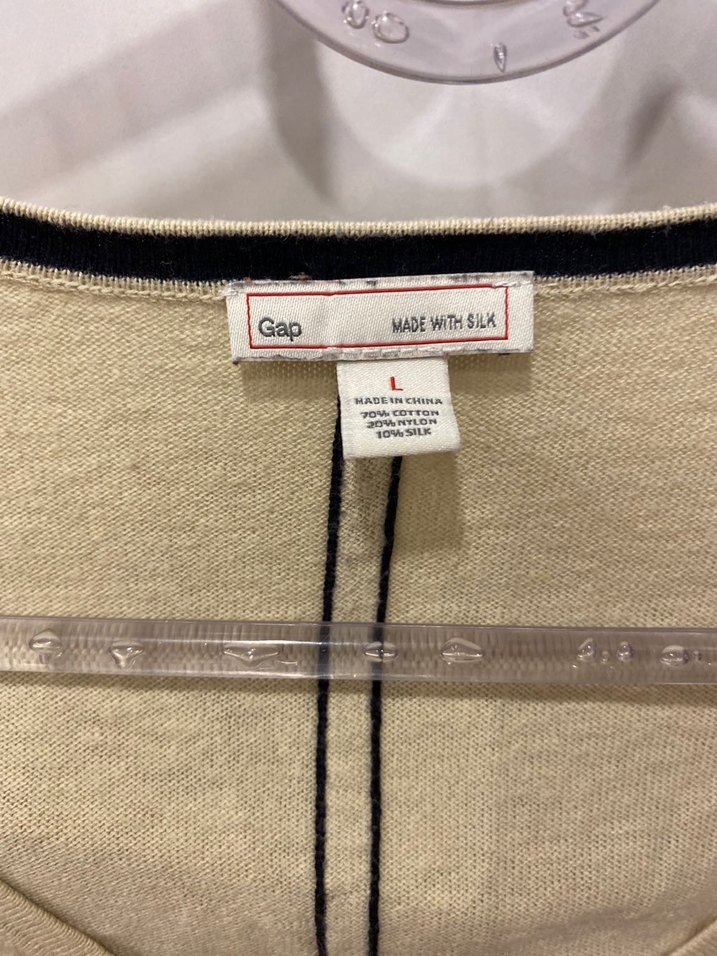 Gap MADE WITH SILK
L
MADE IN CHINA
70% COTTON
20% NYLON
10% SILK